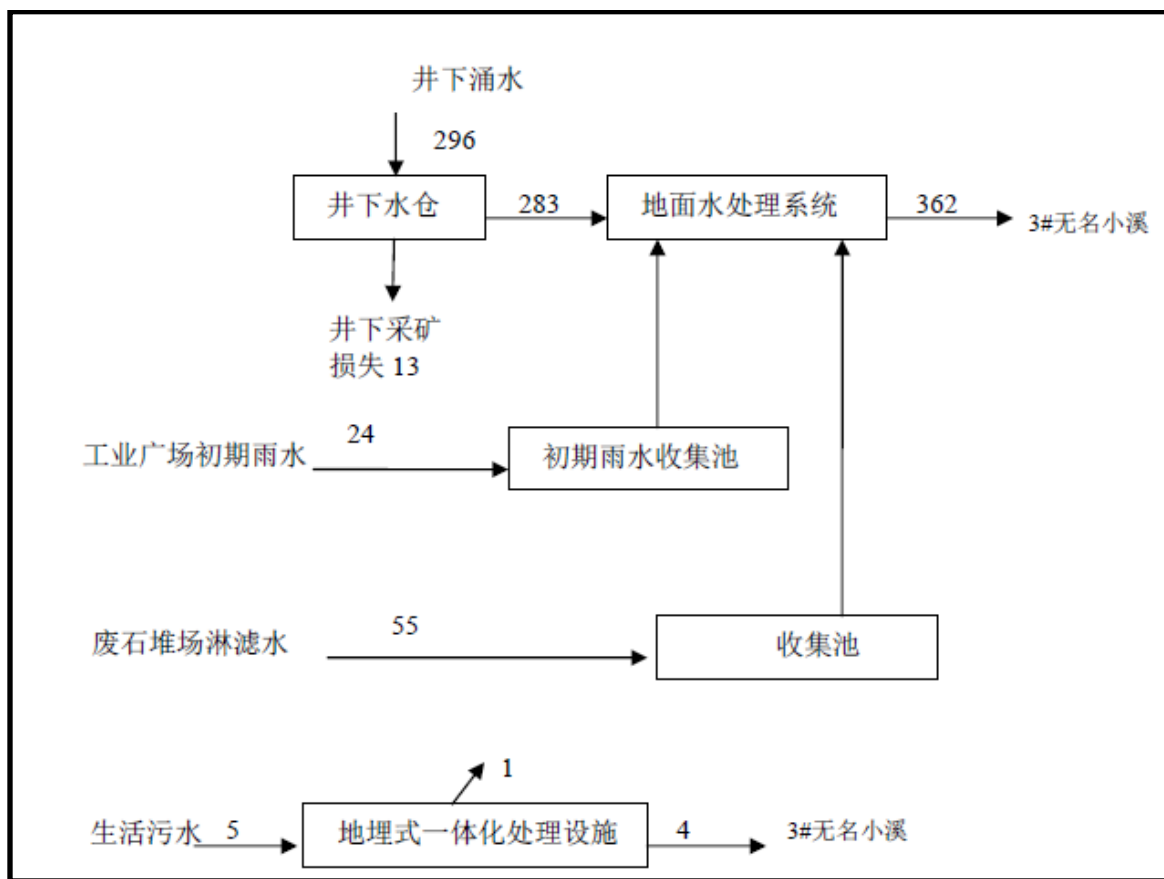 井下涌水
296
井下水仓
283
地面水处理系统
362
3#无名小溪
井下采矿
损失 13
工业广场初期雨水
24
初期雨水收集池
废石堆场淋滤水
55
收集池
1
生活污水
5
地埋式一体化处理设施
4
3#无名小溪